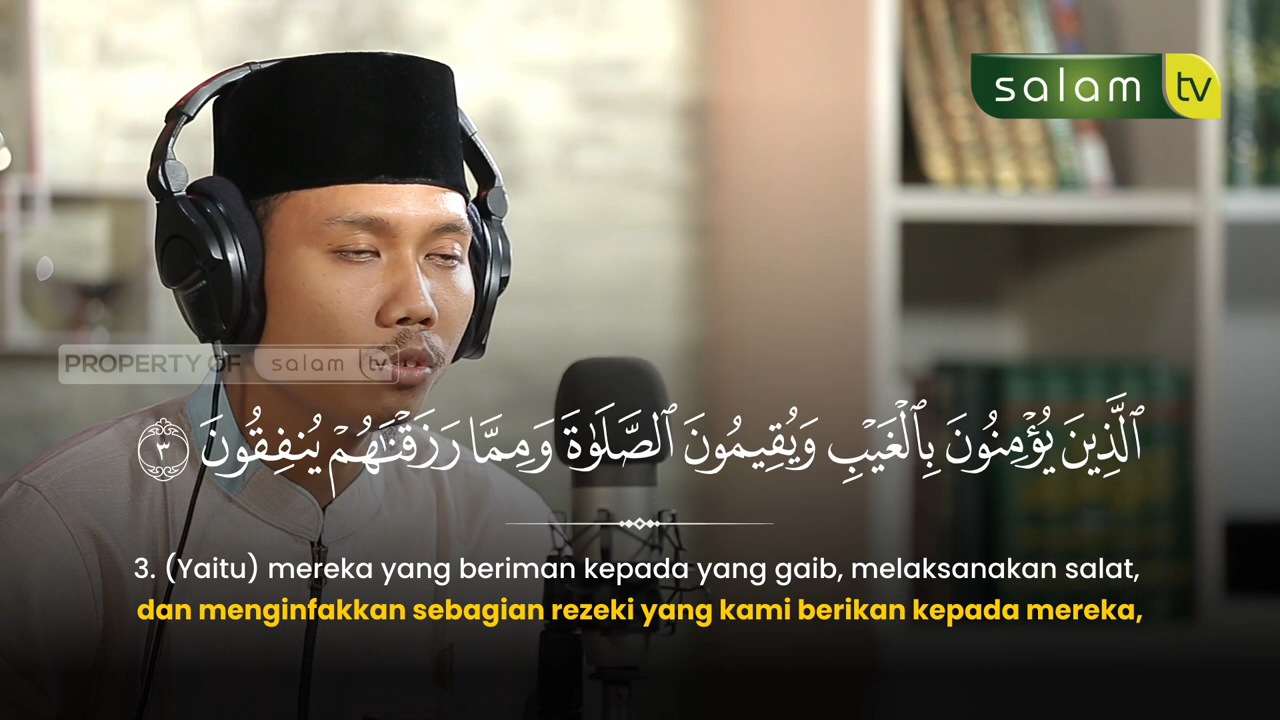 salam tv
PROPERTY OF salam tv
ٱلَّذِينَ يُؤْمِنُونَ بِٱلْغَيْبِ وَيُقِيمُونَ ٱلصَّلَوٰةَ وَمِمَّا رَزَقْنَٰهُمْ يُنفِقُونَ ٣
3. (Yaitu) mereka yang beriman kepada yang gaib, melaksanakan salat,
dan menginfakkan sebagian rezeki yang kami berikan kepada mereka,